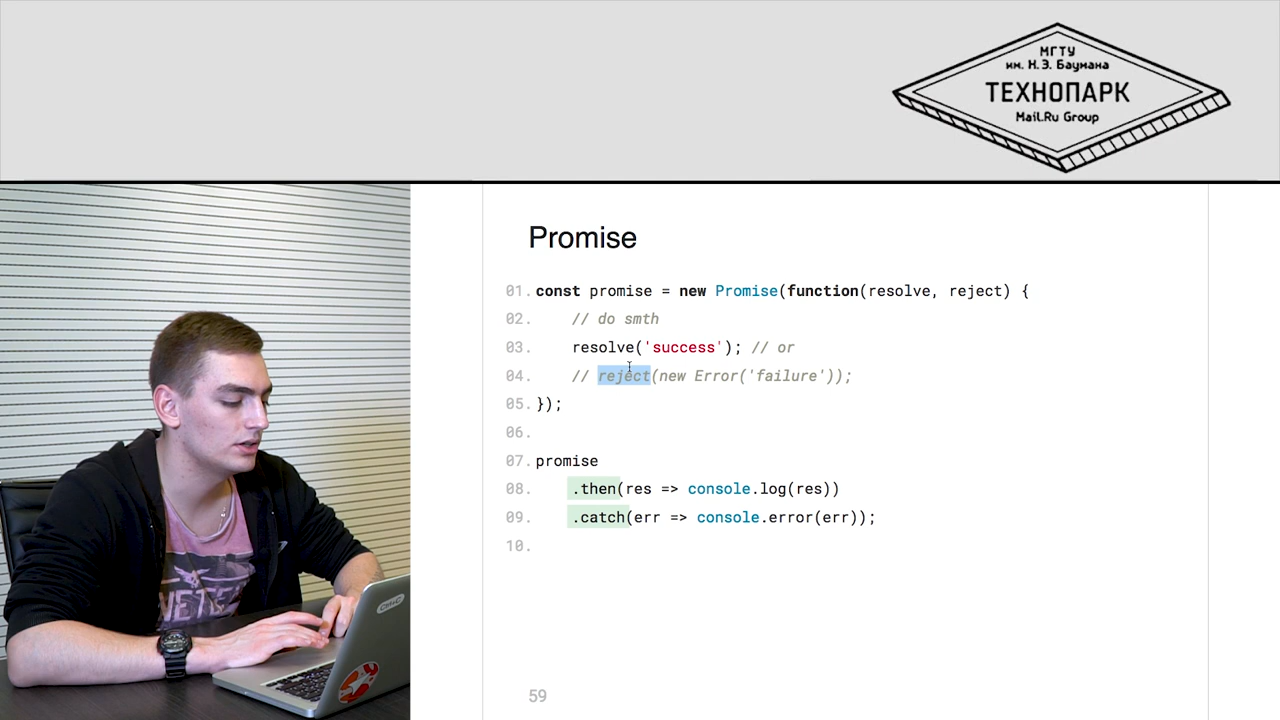 МГТУ
им. Н.Э. Баумана
ТЕХНОПАРК
Mail.Ru Group
Promise
01. const promise = new Promise(function(resolve, reject) {
02. // do smth
03. resolve('success'); // or
04. // reject(new Error('failure'));
05. });
06.
07. promise
08. .then(res => console.log(res))
09. .catch(err => console.error(err));
10.
59